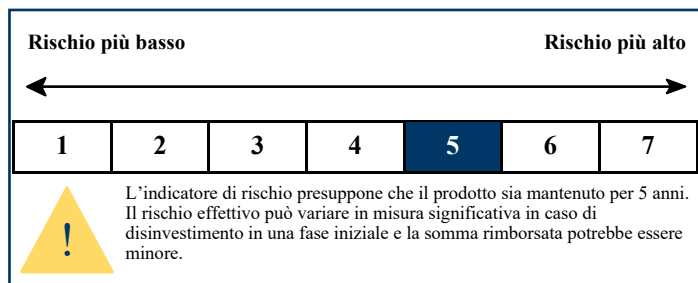 Rischio più basso Rischio più alto
1 2 3 4 5 6 7
L’indicatore di rischio presuppone che il prodotto sia mantenuto per 5 anni.
Il rischio effettivo può variare in misura significativa in caso di
disinvestimento in una fase iniziale e la somma rimborsata potrebbe essere
minore.
!